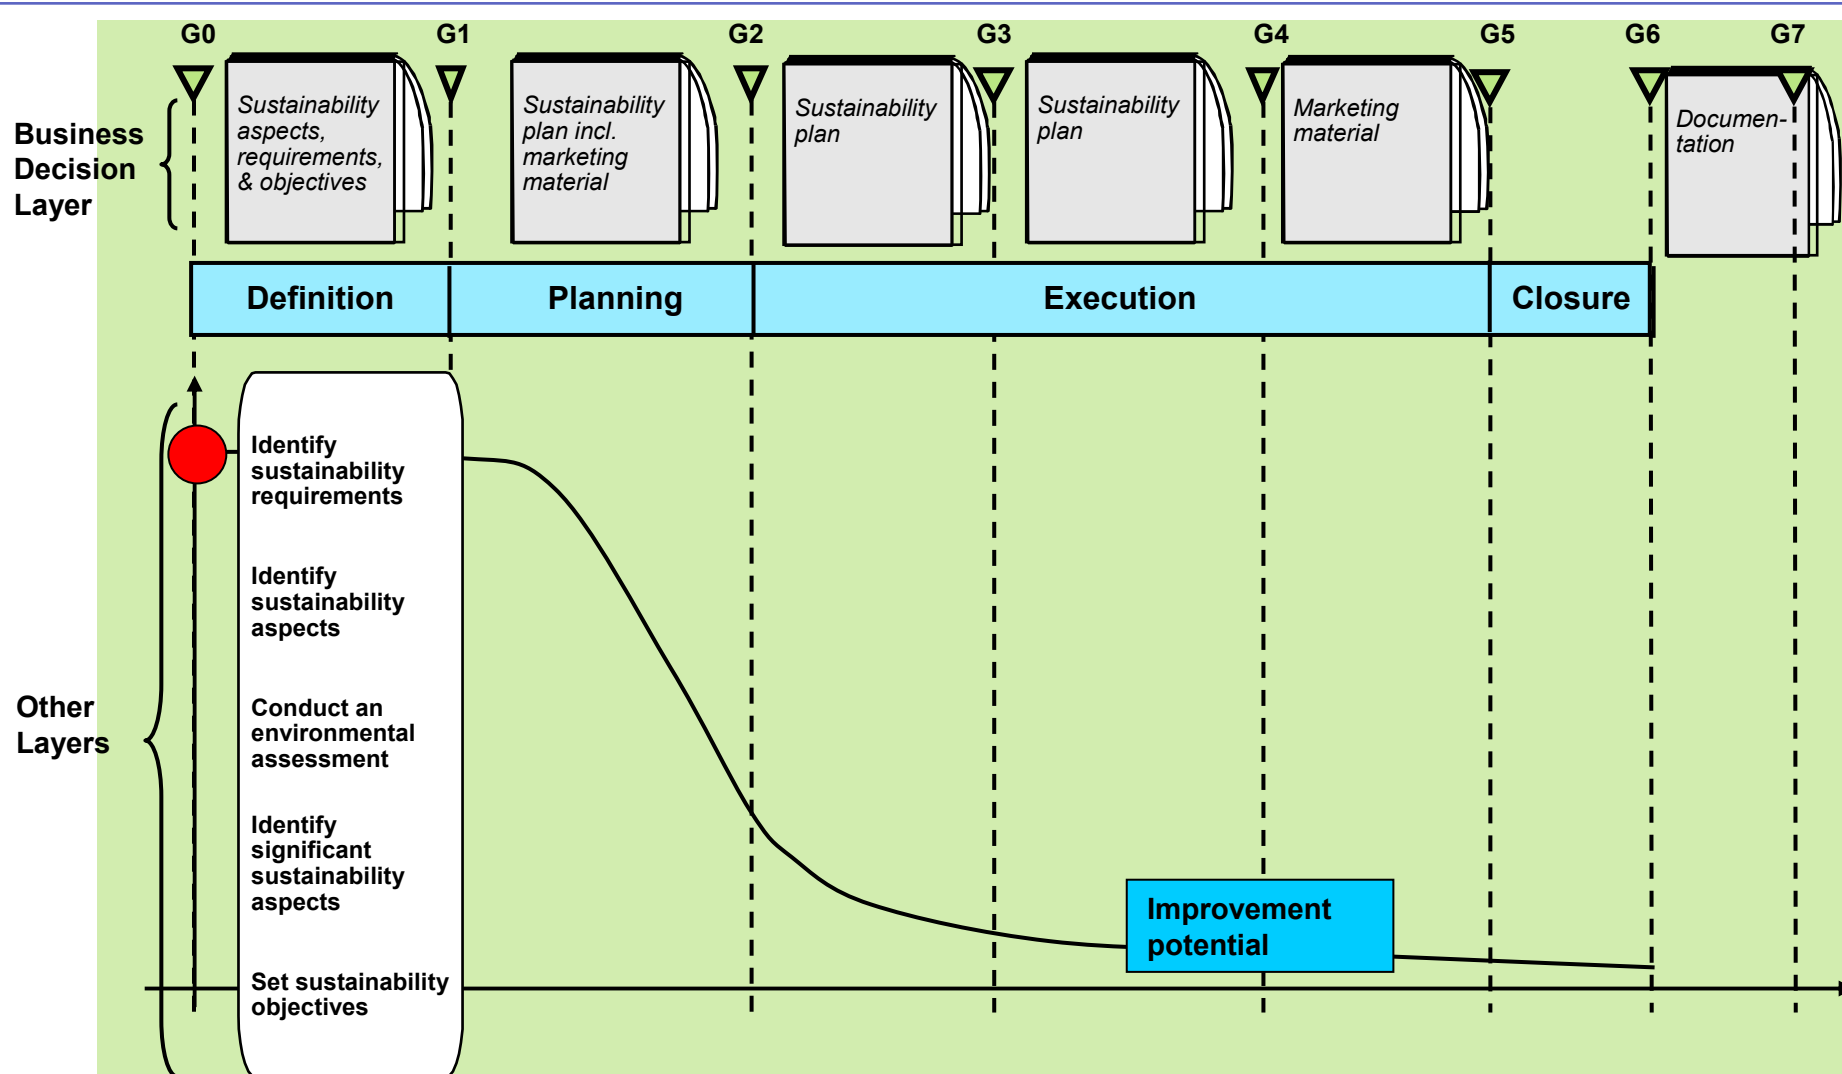 G0 G1 G2 G3 G4 G5 G6 G7
Business
Decision
Layer
Sustainability
aspects,
requirements,
& objectives
Sustainability
plan incl.
marketing
material
Sustainability
plan
Sustainability
plan
Marketing
material
Documen-
tation
Definition Planning Execution Closure
Other
Layers
Identify
sustainability
requirements
Identify
sustainability
aspects
Conduct an
environmental
assessment
Identify
significant
sustainability
aspects
Set sustainability
objectives
Improvement
potential